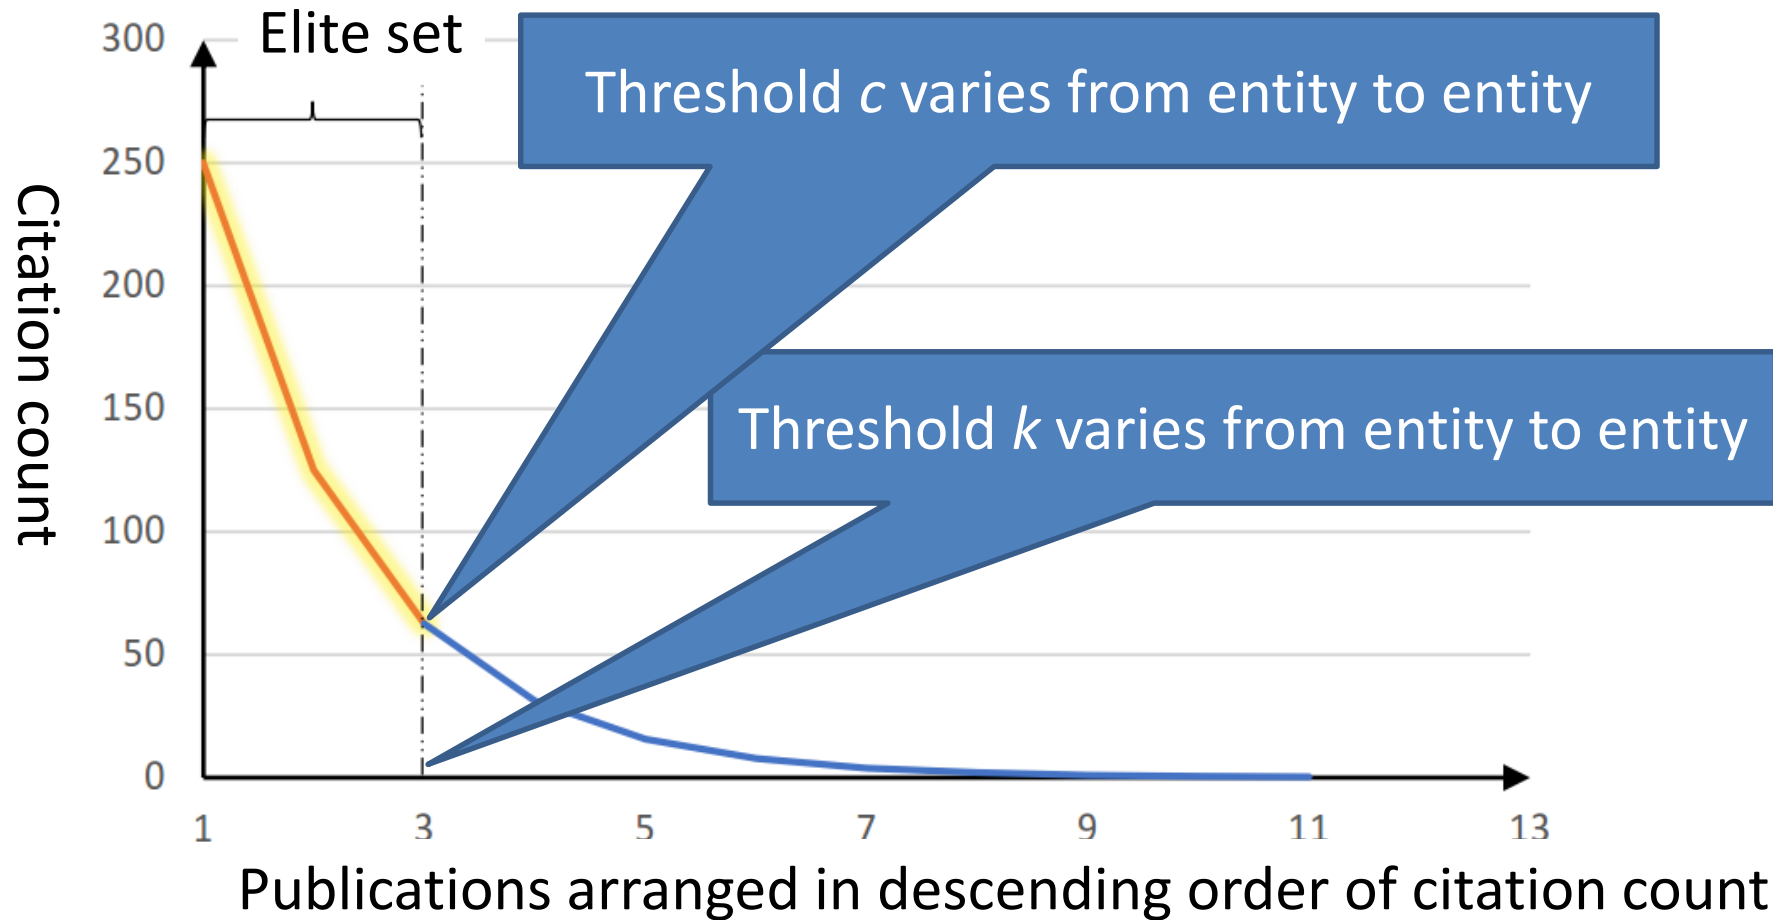 Elite set
Threshold c varies from entity to entity
Threshold k varies from entity to entity
Citation count
300
250
200
150
100
50
0
1 3 5 7 9 11 13
Publications arranged in descending order of citation count